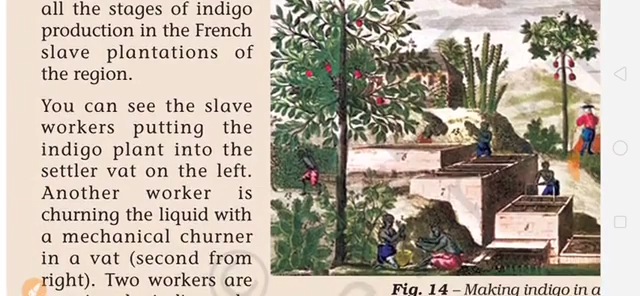 all the stages of indigo
production in the French
slave plantations of
the region.
You can see the slave
workers putting the
indigo plant into the
settler vat on the left.
Another worker is
churning the liquid with
a mechanical churner
in a vat (second from
right). Two workers are
Fig. 14 – Making indigo in a